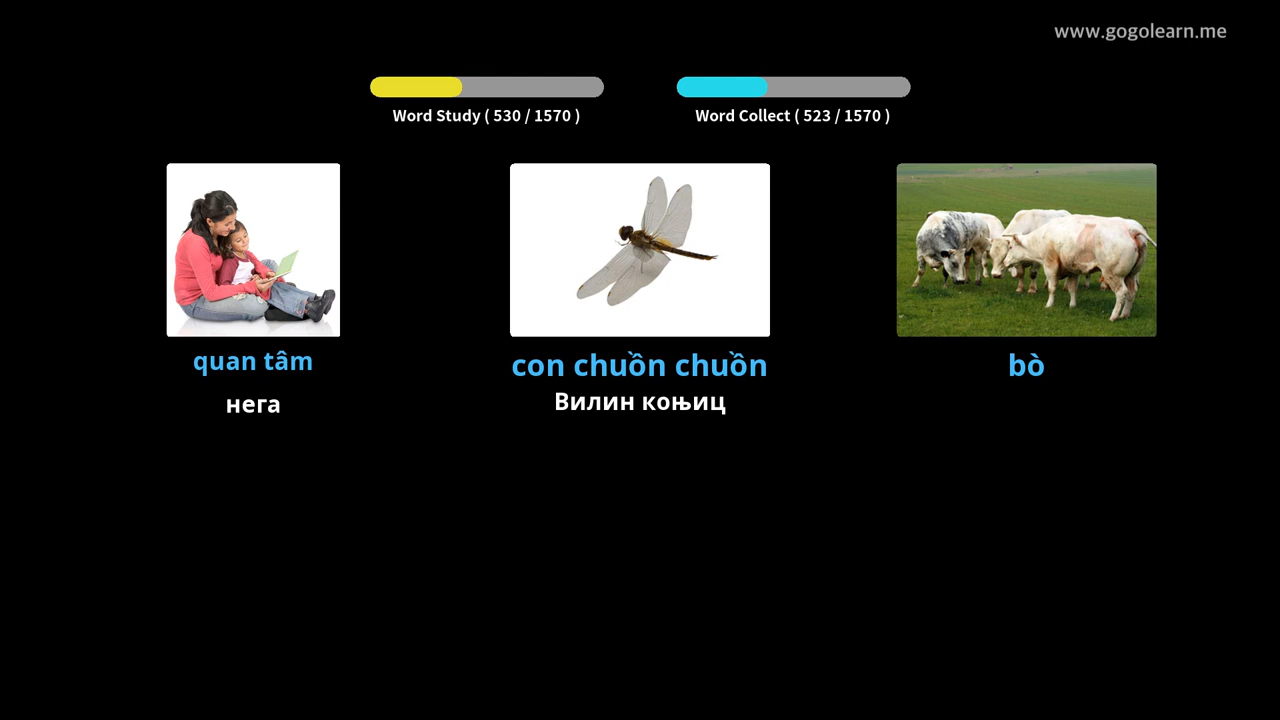 www.gogolearn.me
Word Study ( 530 / 1570 )
Word Collect ( 523 / 1570 )
quan tâm
нега
con chuồn chuồn
Вилин коњиц
bò